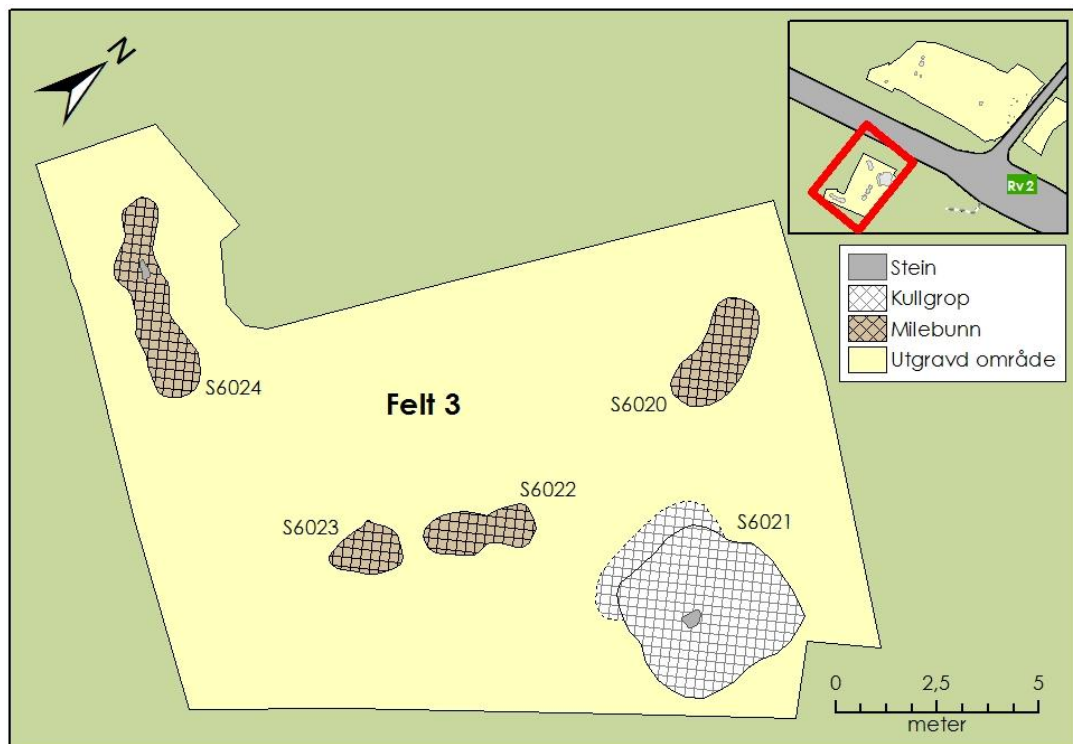 N
Rv 2
Stein
Kullgrop
Milebunn
Utgravd område
S6024
Felt 3
S6020
S6023
S6022
S6021
0 2,5 5
meter